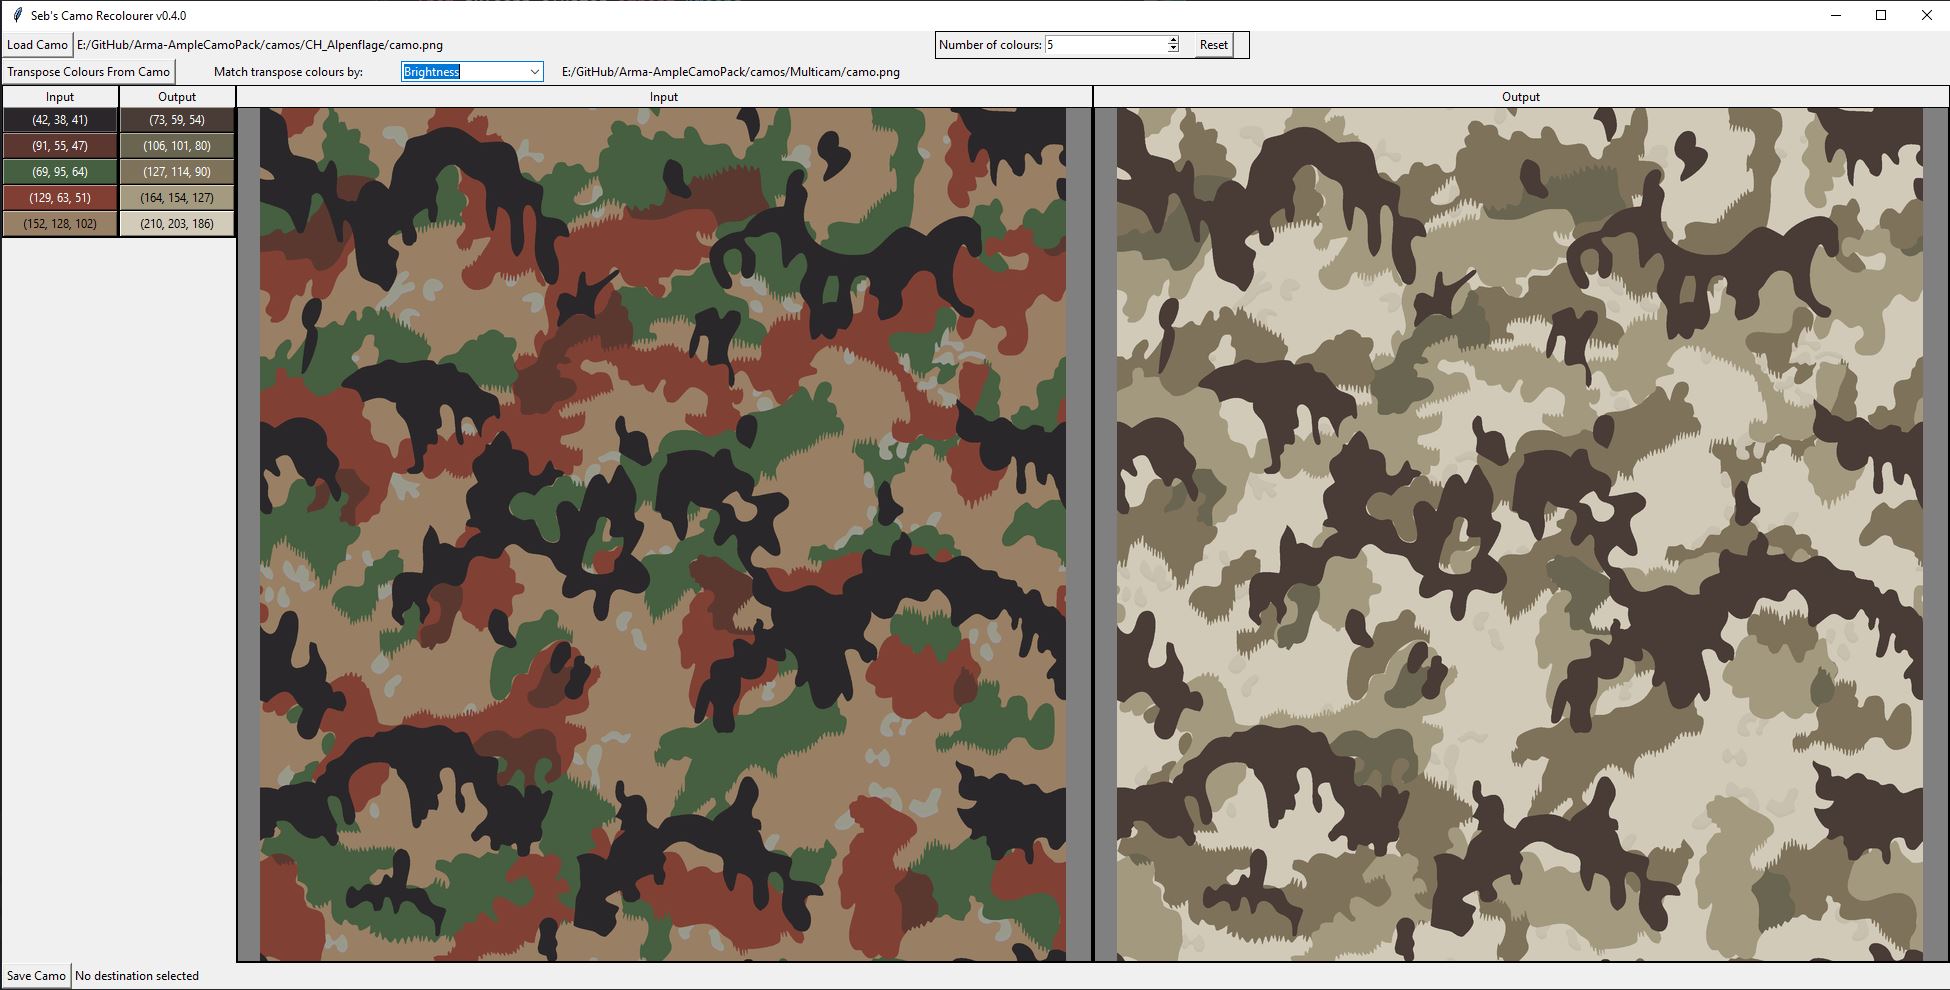 Seb's Camo Recolourer v0.4.0
Load Camo E:/GitHub/Arma-AmpleCamoPack/camos/CH_Alpenflage/camo.png Number of colours: 5 Reset
Transpose Colours From Camo Match transpose colours by: Brightness E:/GitHub/Arma-AmpleCamoPack/camos/Multicam/camo.png
Input Output Input Output
(42, 38, 41) (73, 59, 54)
(91, 55, 47) (106, 101, 80)
(69, 95, 64) (127, 114, 90)
(129, 63, 51) (164, 154, 127)
(152, 128, 102) (210, 203, 186)
Save Camo No destination selected